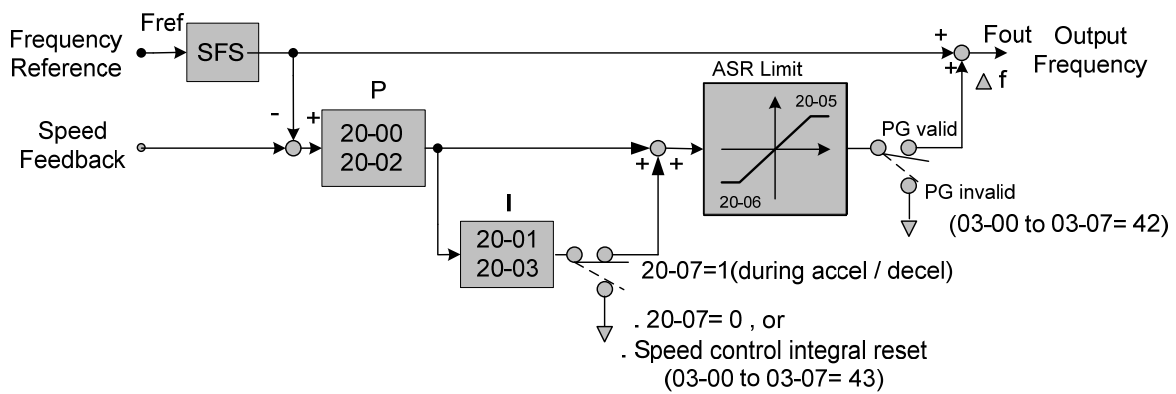 Frequency
Reference
Fref
SFS
+
Fout
Output
Frequency
+
Δ f
ASR Limit
20-05
20-06
P
-
+
20-00
20-02
Speed
Feedback
+ +
PG valid
PG invalid
(03-00 to 03-07= 42)
I
20-01
20-03
20-07=1(during accel / decel)
. 20-07= 0 , or
. Speed control integral reset
(03-00 to 03-07= 43)